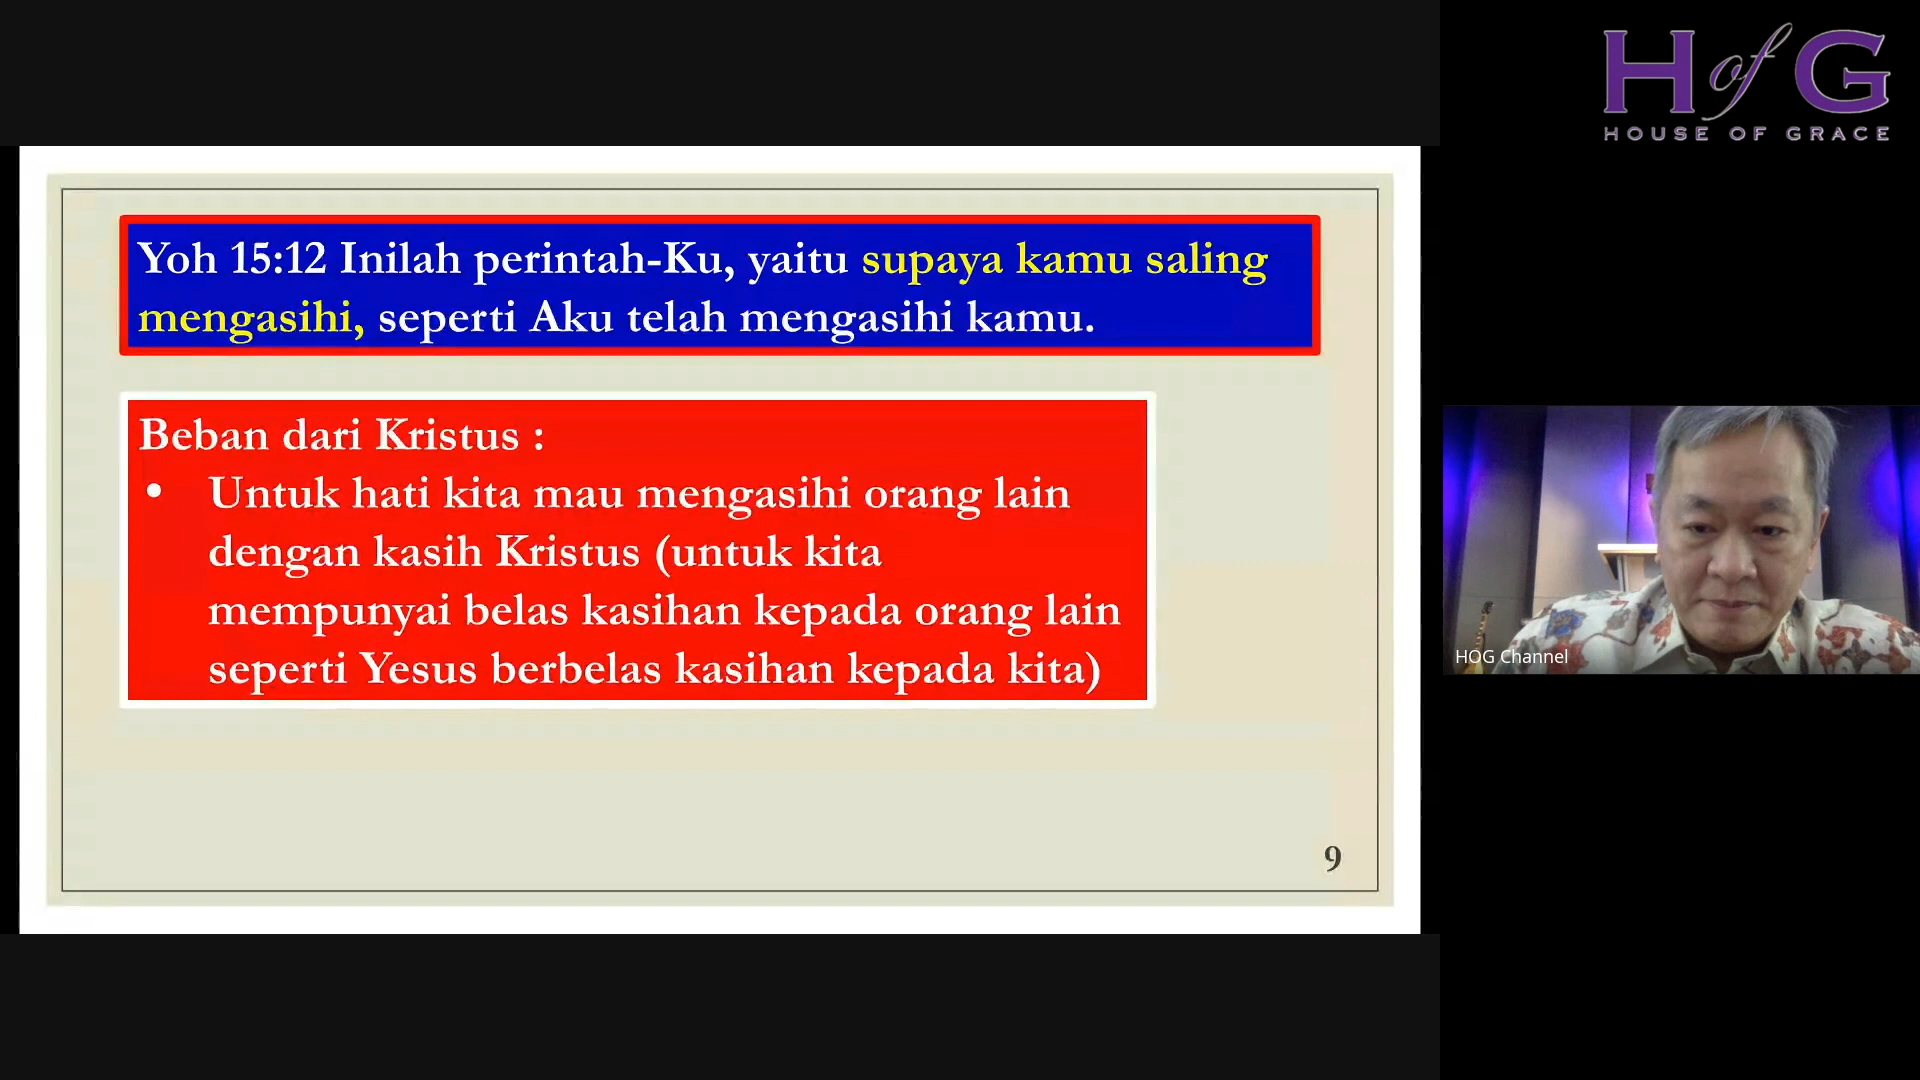 H of G
HOUSE OF GRACE
Yoh 15:12 Inilah perintah-Ku, yaitu supaya kamu saling
mengasihi, seperti Aku telah mengasihi kamu.
Beban dari Kristus :
• Untuk hati kita mau mengasihi orang lain
dengan kasih Kristus (untuk kita
mempunyai belas kasihan kepada orang lain
seperti Yesus berbelas kasihan kepada kita)
9
HOG Channel